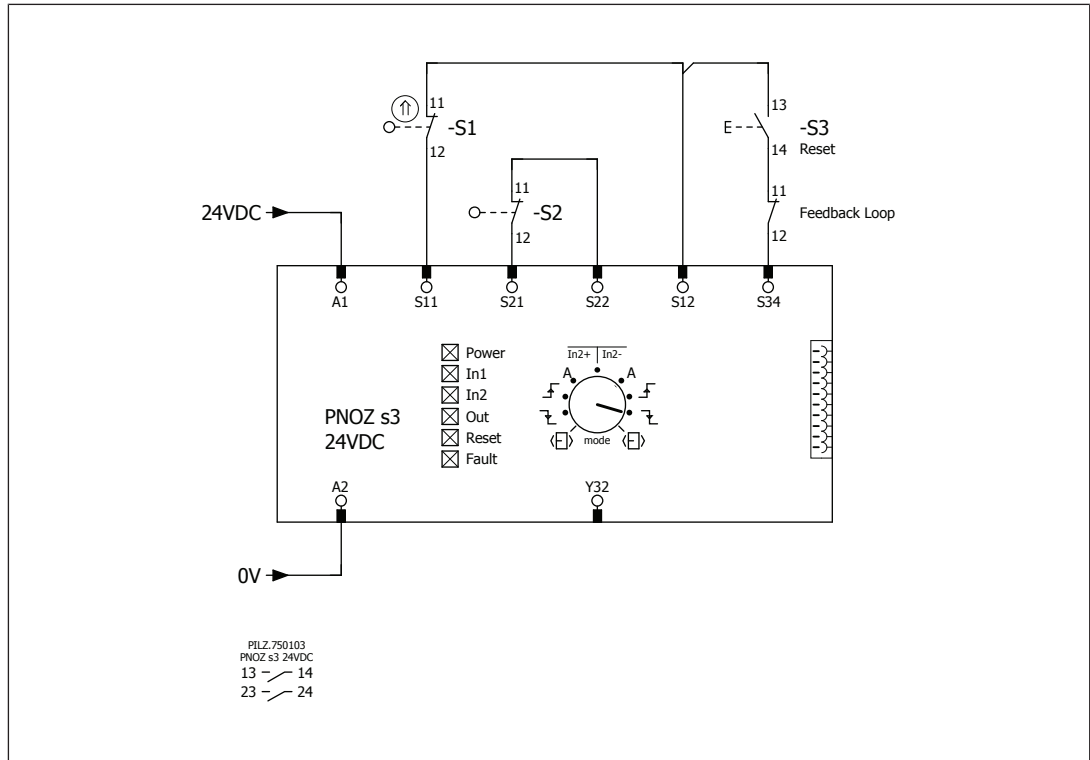 11
-S1
12
13
-S3
14 Reset
11
-S2
12
11
Feedback Loop
12
24VDC
A1
S11
S21
S22
S12
S34
Power
In1
In2
Out
Reset
Fault
In2+ In2-
A A
mode
PNOZ s3
24VDC
A2
Y32
0V
PILZ.750103
PNOZ s3 24VDC
13 14
23 24
E